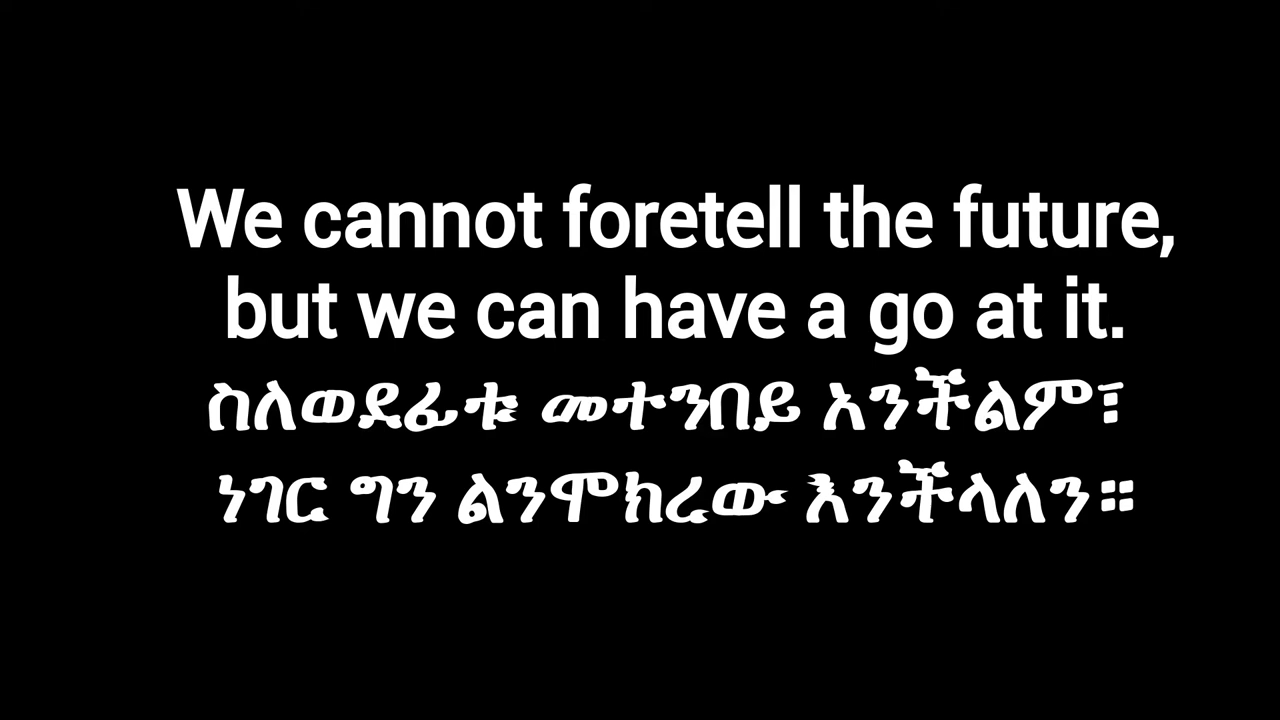 We cannot foretell the future,
but we can have a go at it.
ስለወደፊቱ መተንበይ አንችልም፣
ነገር ግን ልንሞክረው እንችላለን።